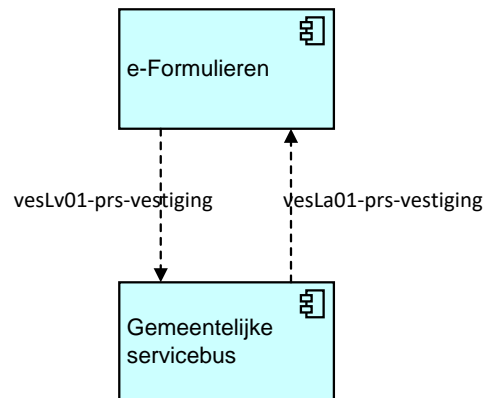 e-Formulieren
vesLv01-prs-vestiging
vesLa01-prs-vestiging
Gemeentelijke
servicebus